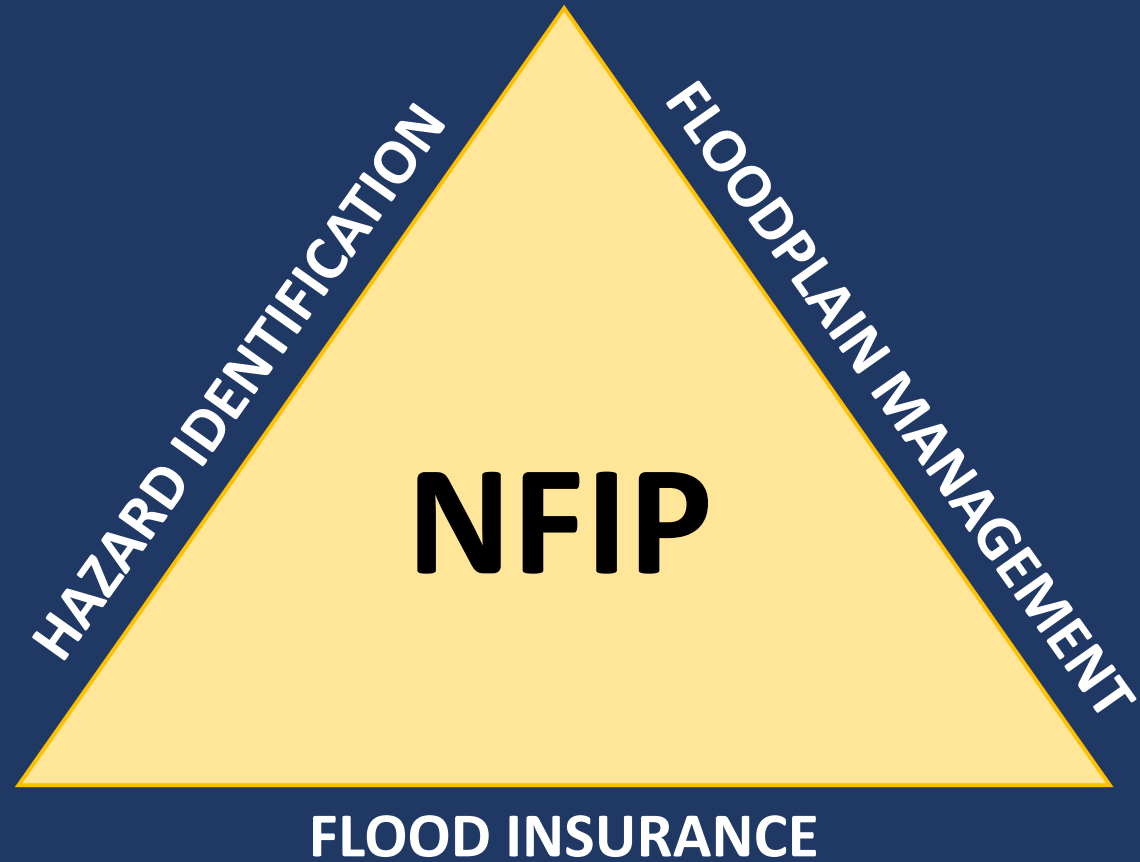 HAZARD IDENTIFICATION
FLOODPLAIN MANAGEMENT
NFIP
FLOOD INSURANCE